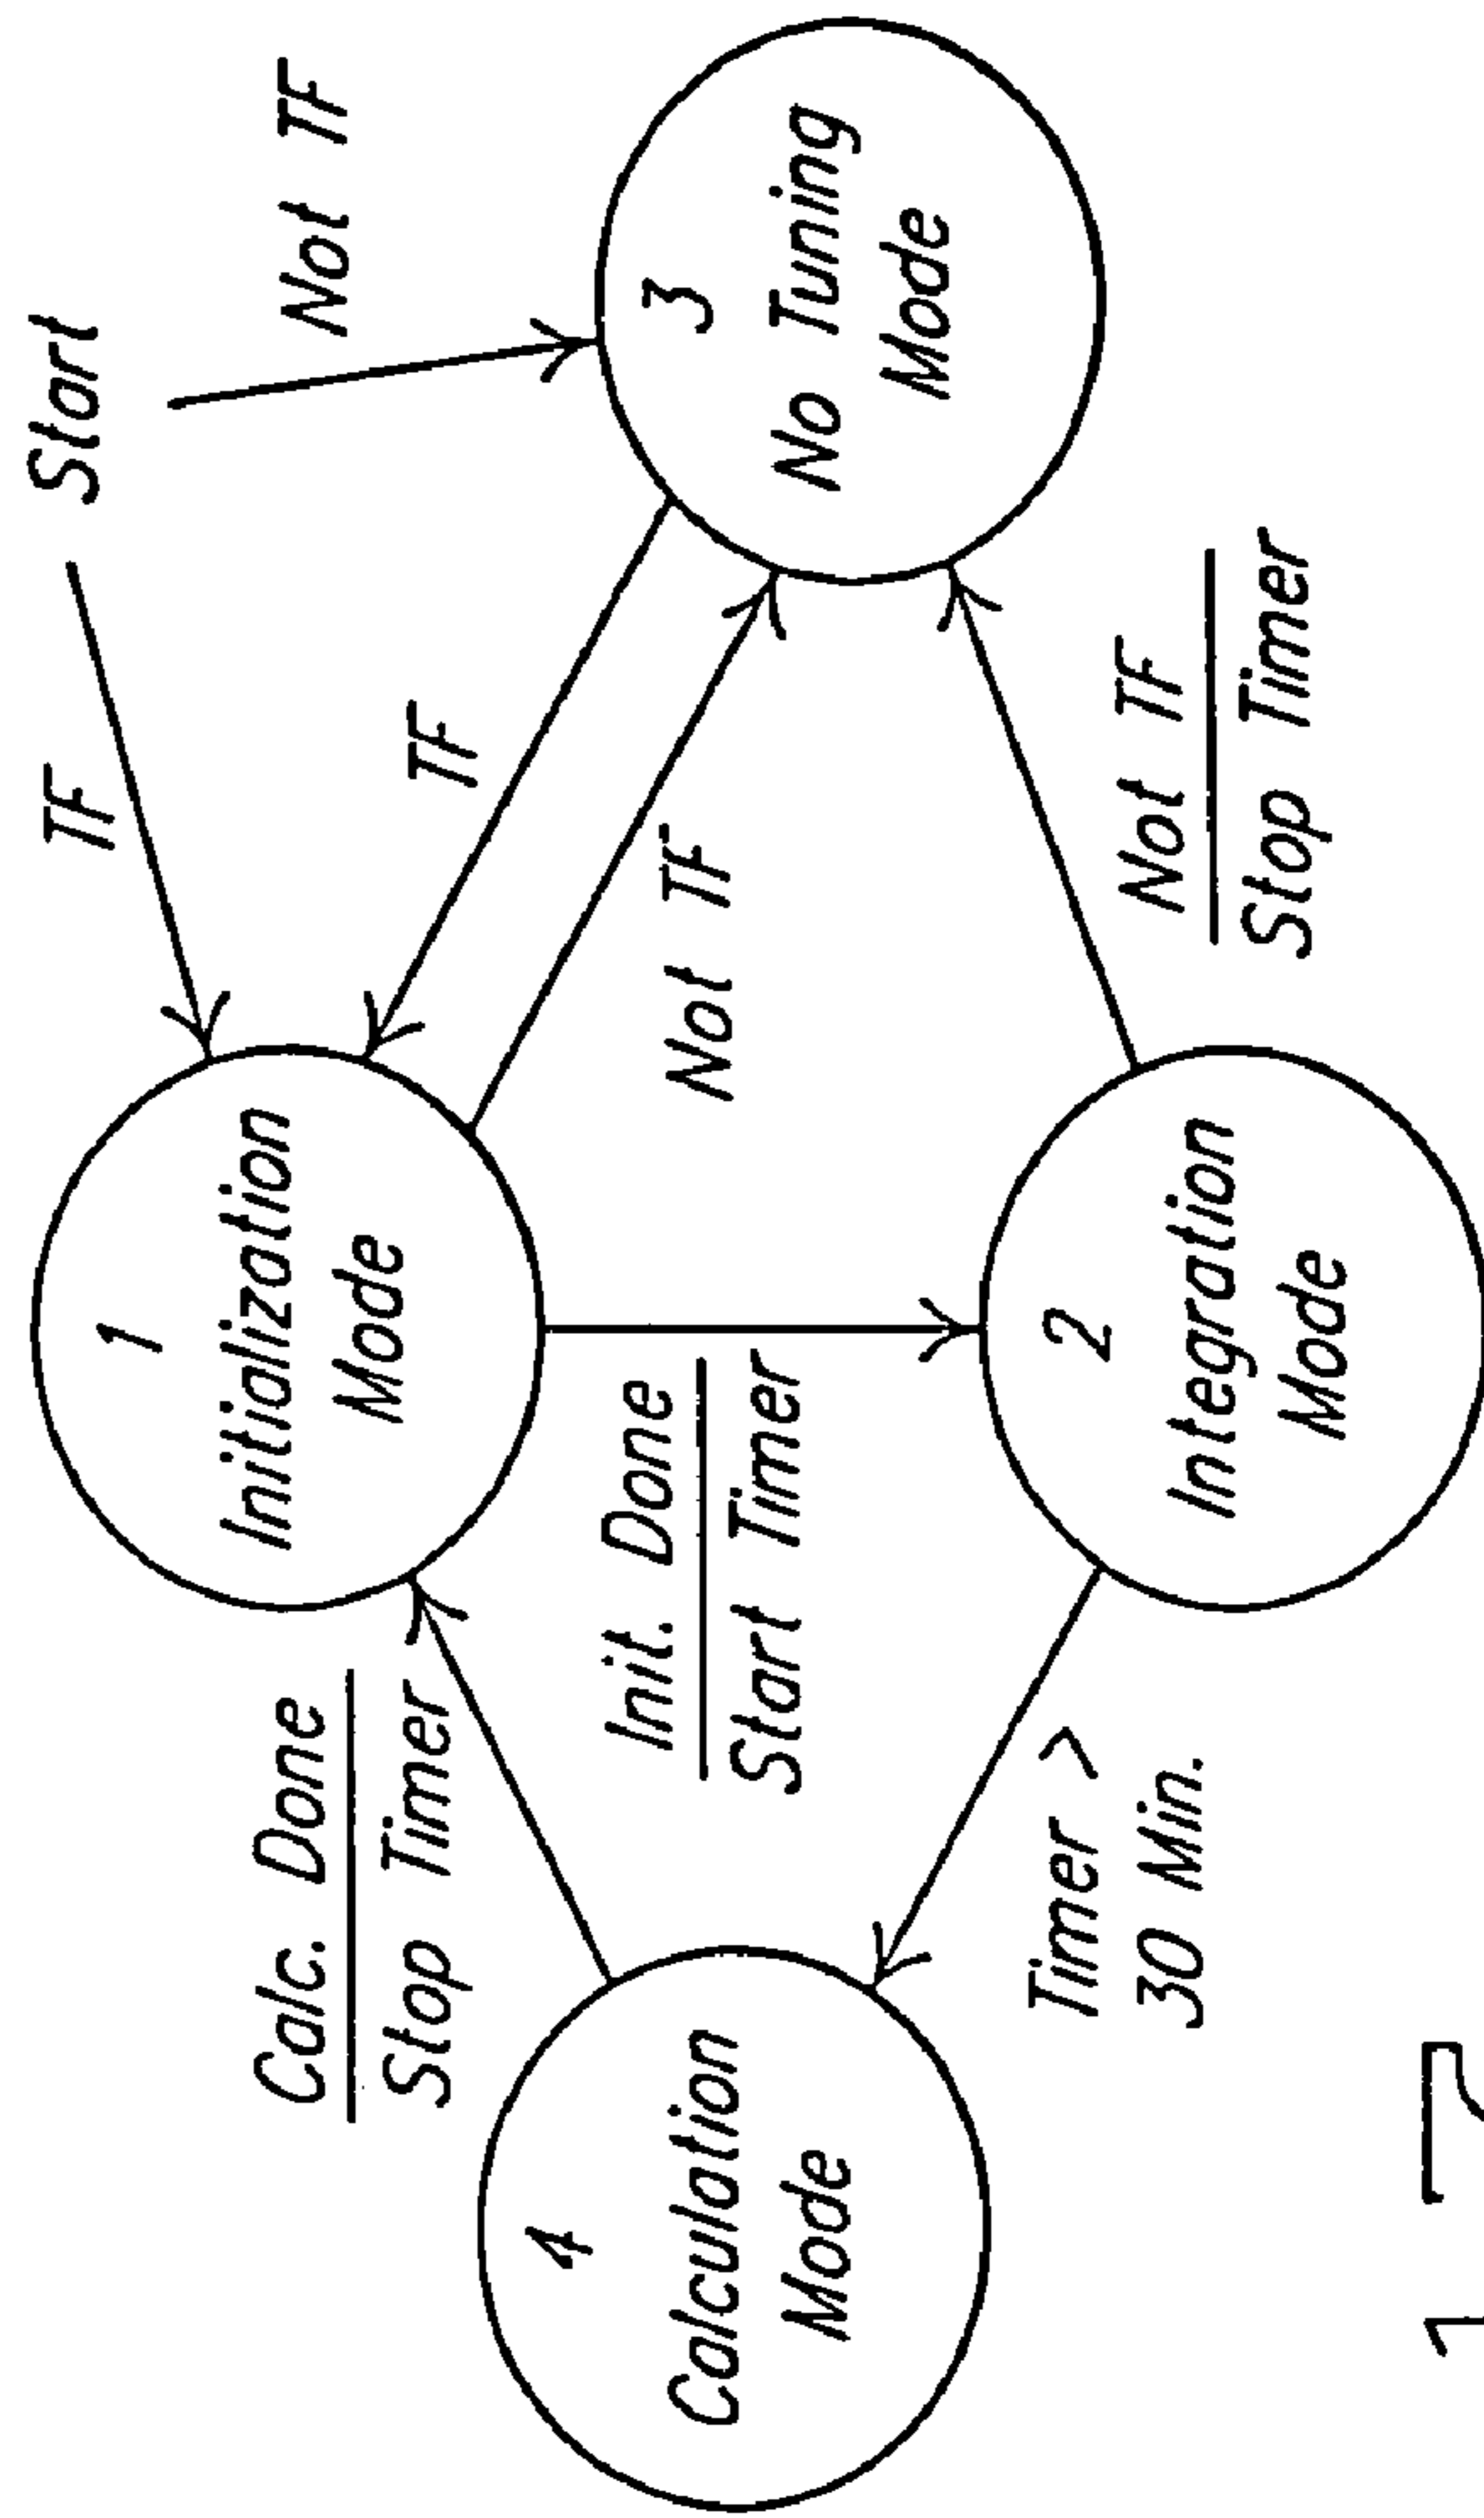 Start
TF
Not TF
1
Initialization
Mode
Calc. Done
Stop Timer
TF
4
Calculation
Mode
Init. Done
Start Timer
Not TF
3
No Tuning
Mode
Timer >
30 Min.
2
Integration
Mode
Not TF
Stop Timer